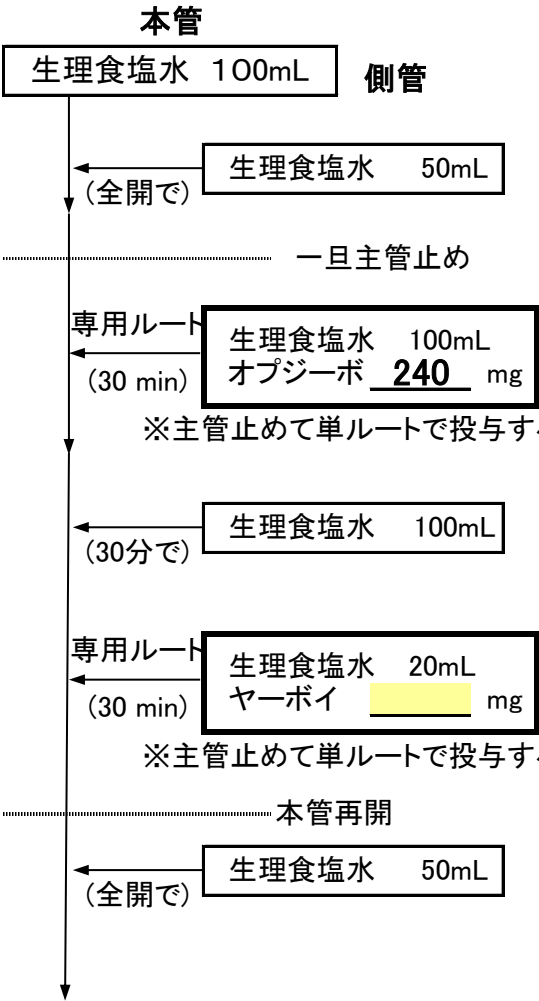 本管
生理食塩水 100mL
側管
生理食塩水 50mL
(全開で)
一旦主管止め
専用ルート
(30 min)
生理食塩水 100mL
オプジーボ 240 mg
※主管止めて単ルートで投与す
生理食塩水 100mL
(30分で)
専用ルート
(30 min)
生理食塩水 20mL
ヤーボイ mg
※主管止めて単ルートで投与す
本管再開
生理食塩水 50mL
(全開で)